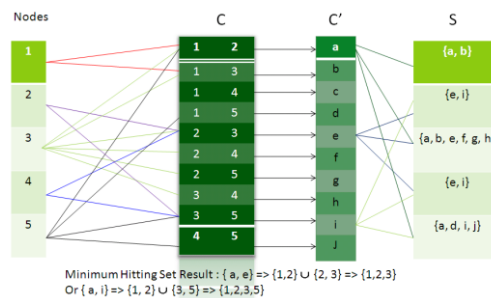 Nodes C C' S
1 1 2 a {a, b}
1 3 b
2 1 4 c {e, i}
1 5 d
3 2 3 e {a, b, e, f, g, h
2 4 f
2 5 g
4 3 4 h {e, i}
3 5 i
5 4 5 J {a, d, i, j}
Minimum Hitting Set Result : { a, e} => {1,2} ∪ {2, 3} => {1,2,3}
Or { a, i} => {1, 2} ∪ {3, 5} => {1,2,3,5}